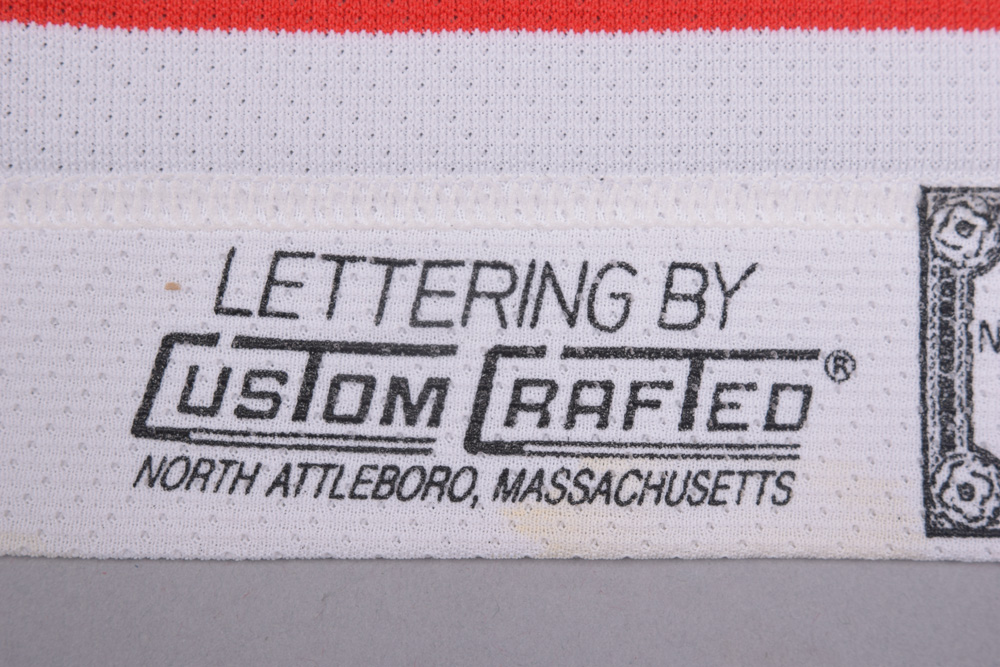 LETTERING BY
CUSTOM CRAFTED®
NORTH ATTLEBORO, MASSACHUSETTS